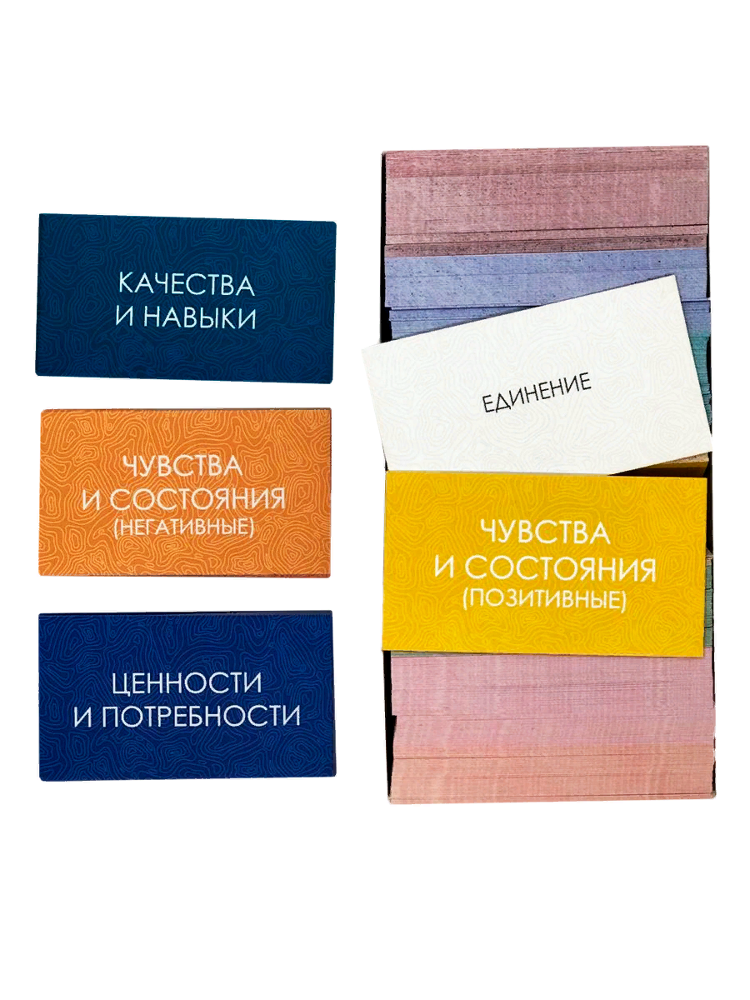 КАЧЕСТВА
И НАВЫКИ
ЧУВСТВА
И СОСТОЯНИЯ
(НЕГАТИВНЫЕ)
ЦЕННОСТИ
И ПОТРЕБНОСТИ
ЕДИНЕНИЕ
ЧУВСТВА
И СОСТОЯНИЯ
(ПОЗИТИВНЫЕ)